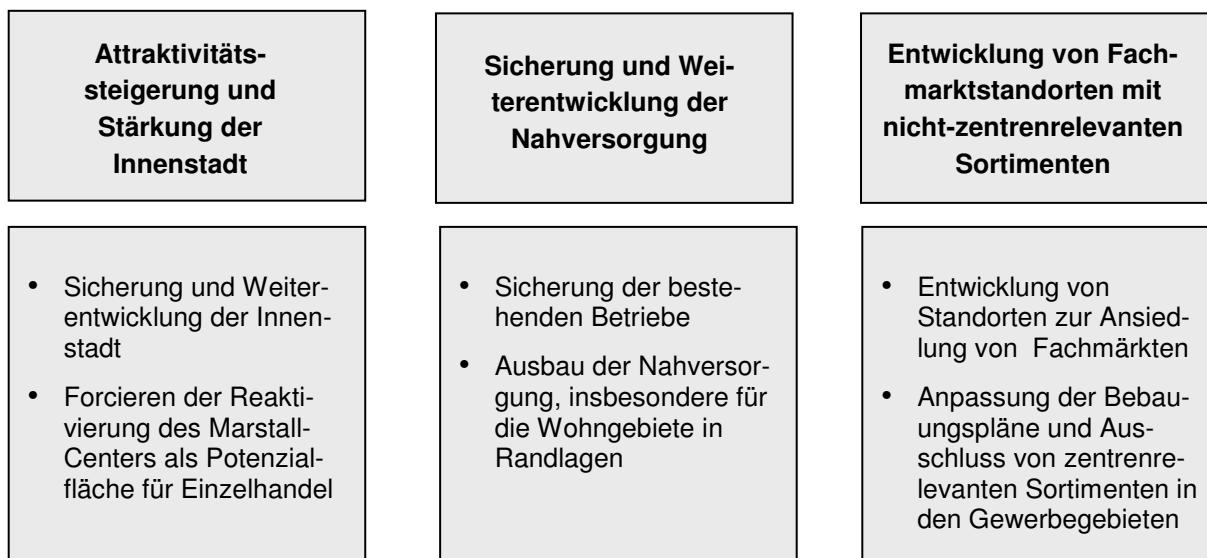 Attraktivitäts-
steigerung und
Stärkung der
Innenstadt
Sicherung und Wei-
terentwicklung der
Nahversorgung
Entwicklung von Fach-
marktstandorten mit
nicht-zentrenrelevanten
Sortimenten
• Sicherung und Weiter-
entwicklung der Innen-
stadt
• Forcieren der Reakti-
vierung des Marstall-
Centers als Potenzial-
fläche für Einzelhandel
• Sicherung der beste-
henden Betriebe
• Ausbau der Nahversor-
gung, insbesondere für
die Wohngebiete in
Randlagen
• Entwicklung von
Standorten zur Ansied-
lung von Fachmärkten
• Anpassung der Bebau-
ungspläne und Aus-
schluss von zentrenre-
levanten Sortimenten in
den Gewerbegebieten